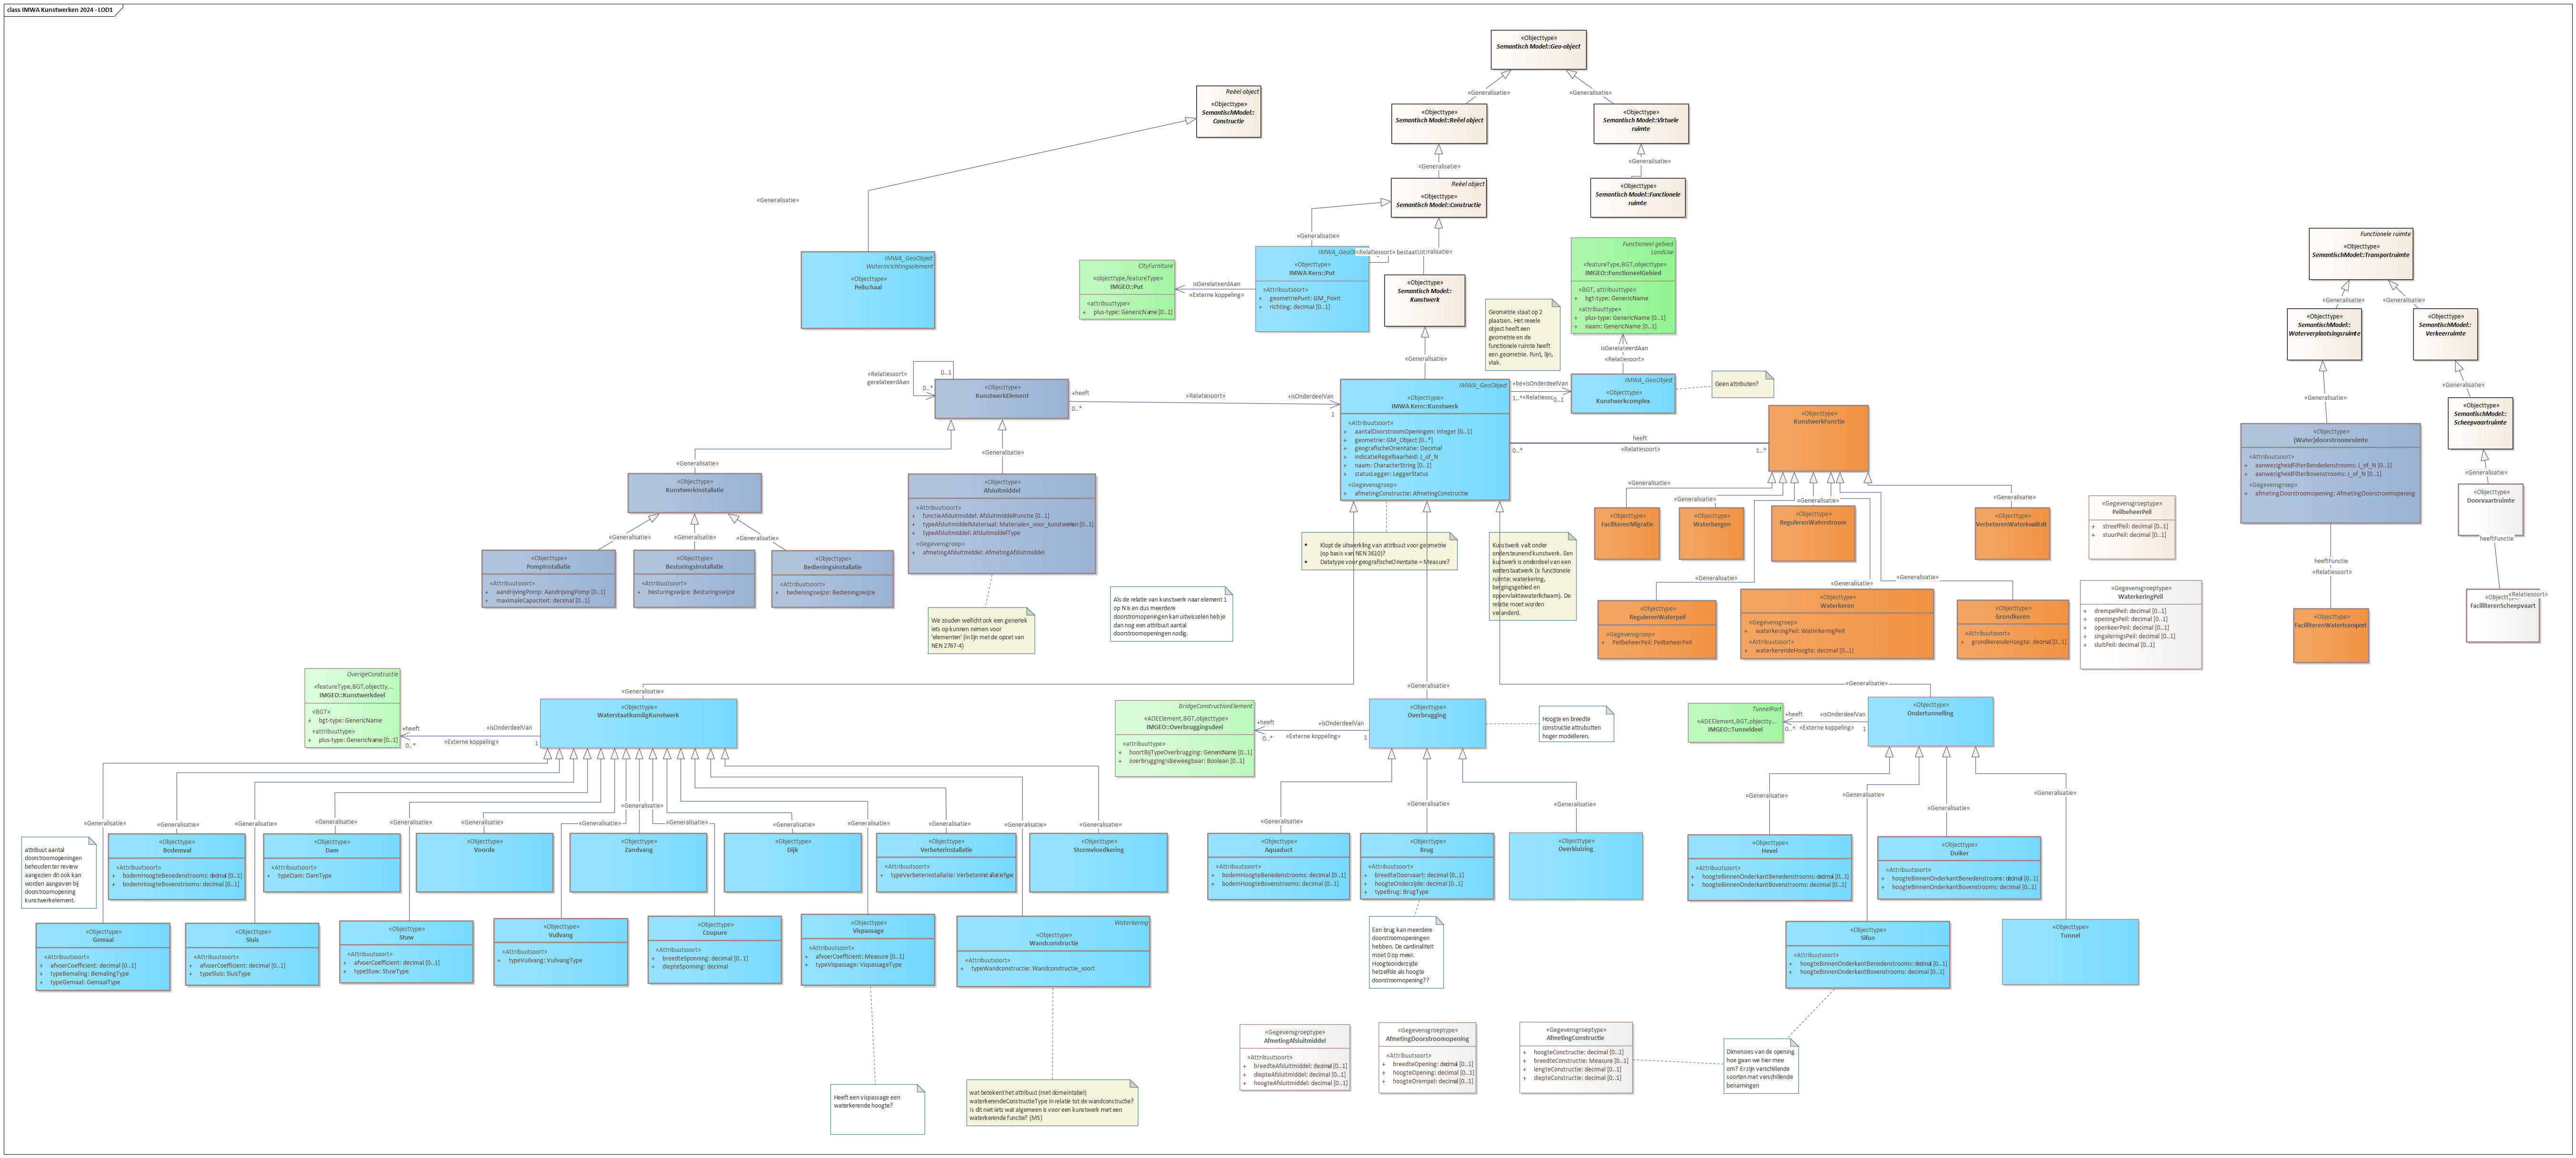 class IMWA Kunstwerken 2024 - LOD1
«Objecttype»
Semantisch Model::Geo-object
«Generalisatie»
«Generalisatie»
Reëel object
«Objecttype»
SemantischModel::
Constructie
«Objecttype»
Semantisch Model::Reëel object
«Objecttype»
Semantisch Model::Virtuele
ruimte
«Generalisatie»
«Generalisatie»
Reëel object
«Objecttype»
Semantisch Model::Constructie
«Objecttype»
Semantisch Model::Functionele
ruimte
«Generalisatie»
«Generalisatie»
IMWA_GeoObject
Waterinrichtingselement
«Objecttype»
Peilschaal
CityFurniture
«objecttype,featureType»
IMGEO::Put
«attribuuttype»
+ plus-type: GenericName [0..1]
isGerelateerdAan
«Externe koppeling»
«Relatiesoort» bestaatUit
«Objecttype»
IMWA Kern::Put
«Attribuutsoort»
+ geometriePunt: GM_Point
+ richting: decimal [0..1]
«Objecttype»
Semantisch Model::
Kunstwerk
«Generalisatie»
Geometrie staat op 2
plaatsen. Het reeele
object heeft een
geometrie en de
functionele ruimte heeft
een geometrie. Punt, lijn,
vlak.
Functioneel gebied
LandUse
«featureType,BGT,objecttype»
IMGEO::FunctioneelGebied
«BGT, attribuuttype»
+ bgt-type: GenericName
«attribuuttype»
+ plus-type: GenericName [0..1]
+ naam: GenericName [0..1]
isGerelateerdAan
«Relatiesoort»
IMWA_GeoObject
«Objecttype»
Kunstwerkcomplex
Geen attributen?
Functionele ruimte
«Objecttype»
SemantischModel::Transportruimte
«Generalisatie»
«Generalisatie»
«Objecttype»
SemantischModel::
Waterverplaatsingsruimte
«Objecttype»
SemantischModel::
Verkeerruimte
«Generalisatie»
«Generalisatie»
«Objecttype»
SemantischModel::
Scheepvaartruimte
«Generalisatie»
«Objecttype»
Doorvaartruimte
heeftFunctie
«Relatiesoort»
FaciliterenScheepvaart
«Objecttype»
(Water)doorstroomruimte
«Attribuutsoort»
+ aanwezigheidFilterBendedenstrooms: J_of_N [0..1]
+ aanwezigheidFilterBovenstrooms: J_of_N [0..1]
«Gegevensgroep»
+ afmetingDoorstroomopening: AfmetingDoorstroomopening
heeftFunctie
«Relatiesoort»
«Objecttype»
FaciliterenWatertransport
«Relatiesoort»
gerelateerdAan
0..1
0..*
«Objecttype»
KunstwerkElement
+heeft
0..*
«Relatiesoort»
+isOnderdeelVan
1
IMWA_GeoObject
«Objecttype»
IMWA Kern::Kunstwerk
«Attribuutsoort»
+ aantalDoorstroomOpeningen: integer [0..1]
+ geometrie: GM_Object [0..*]
+ geografischeOrientatie: Decimal
+ indicatieRegelbaarheid: J_of_N
+ naam: CharacterString [0..1]
+ statusLegger: LeggerStatus
«Gegevensgroep»
+ afmetingConstructie: AfmetingConstructie
heeft
0..*
«Relatiesoort»
1..*
«Objecttype»
KunstwerkFunctie
«Generalisatie»
«Generalisatie»
«Generalisatie»
«Generalisatie»
«Objecttype»
FaciliterenMigratie
«Objecttype»
Waterbergen
«Objecttype»
RegulerenWaterstroom
«Objecttype»
VerbeterenWaterkwaliteit
«Generalisatie»
«Generalisatie»
«Objecttype»
RegulerenWaterpeil
«Gegevensgroep»
+ PeilbeheerPeil: PeilbeheerPeil
«Objecttype»
Waterkeren
«Gegevensgroep»
+ waterkeringPeil: WaterkeringPeil
«Attribuutsoort»
+ waterkerendeHoogte: decimal [0..1]
«Objecttype»
Grondkeren
«Attribuutsoort»
+ grondkerendeHoogte: decimal [0..1]
«Gegevensgroeptype»
PeilbeheerPeil
+ streefPeil: decimal [0..1]
+ stuurPeil: decimal [0..1]
«Gegevensgroeptype»
WaterkeringPeil
«Attribuutsoort»
+ drempelPeil: decimal [0..1]
+ openingsPeil: decimal [0..1]
+ openkeerPeil: decimal [0..1]
+ singaleringsPeil: decimal [0..1]
+ sluitPeil: decimal [0..1]
«Generalisatie»
«Generalisatie»
«Objecttype»
KunstwerkInstallatie
«Generalisatie»
«Generalisatie»
«Generalisatie»
«Objecttype»
PompInstallatie
«Attribuutsoort»
+ aandrijvingPomp: AandrijvingPomp [0..1]
+ maximaleCapaciteit: decimal [0..1]
«Objecttype»
BesturingsInstallatie
«Attribuutsoort»
+ besturingswijze: Besturingswijze
«Objecttype»
Bedieningsinstallatie
«Attribuutsoort»
+ bedieningswijze: Bedieningswijze
«Objecttype»
Afsluitmiddel
«Attribuutsoort»
+ functieAfsluitmiddel: AfsluitmiddelFunctie [0..1]
+ typeAfsluitmiddelMateriaal: Materialen_voor_kunstwerken [0..1]
+ typeAfsluitmiddel: AfsluitmiddelType
«Gegevensgroep»
+ afmetingAfsluitmiddel: AfmetingAfsluitmiddel
We zouden wellicht ook een generiek
iets op kunnen nemen voor
'elementen' (in lijn met de opzet van
NEN 2767-4)
Als de relatie van kunstwerk naar element 1
op N is en dus meerdere
doorstroomopeningen kan uitwisselen heb je
dan nog een attribuut aantal
doorstroomopeningen nodig.
• Klopt de uitwerkling van attribuut voor geometrie
(op basis van NEN 3610)?
• Datatype voor geografischeOrientatie = Measure?
Kunstwerk valt onder
ondersteunend kunstwerk. Een
kustwerk is onderdeel van een
waterstaatwerk (is functionele
ruimte: waterkering,
bergingsgebied en
oppervlaktewaterlichaam). De
relatie moet worden
veranderd.
OverigeConstructie
«featureType,BGT,objectty...
IMGEO::Kunstwerkdeel
«BGT»
+ bgt-type: GenericName
«attribuuttype»
+ plus-type: GenericName [0..1]
+heeft
0..*
«Externe koppeling»
+isOnderdeelVan
1
«Generalisatie»
«Objecttype»
WaterstaatkundigKunstwerk
BridgeConstructionElement
«ADEElement,BGT,objecttype»
IMGEO::Overbruggingsdeel
«attribuuttype»
+ hoortBijTypeOverbrugging: GenericName [0..1]
+ overbruggingIsBeweegbaar: Boolean [0..1]
+heeft
0..*
+isOnderdeelVan
«Externe koppeling»
1
«Generalisatie»
«Objecttype»
Overbrugging
Hoogte en breedte
constructie attrubutten
hoger modelleren.
TunnelPart
«ADEElement,BGT,objectty...
IMGEO::Tunneldeel
+heeft
0..*
+isOnderdeelVan
«Externe koppeling»
1
«Generalisatie»
«Objecttype»
Ondertunnelling
attribuut aantal
doorstroomopeningen
behouden ter review
aangezien dit ook kan
worden aangeven bij
doorstroomopening
kunstwerkelement.
«Generalisatie»
«Generalisatie»
«Generalisatie»
«Generalisatie»
«Generalisatie»
«Generalisatie»
«Generalisatie»
«Generalisatie»
«Generalisatie»
«Generalisatie»
«Generalisatie»
«Generalisatie»
«Generalisatie»
«Generalisatie»
«Objecttype»
Bodemval
«Attribuutsoort»
+ bodemHoogteBenedenstrooms: decimal [0..1]
+ bodemHoogteBovenstrooms: decimal [0..1]
«Objecttype»
Dam
«Attribuutsoort»
+ typeDam: DamType
«Objecttype»
Voorde
«Objecttype»
Zandvang
«Objecttype»
Dijk
«Objecttype»
Verbeterinstallatie
«Attribuutsoort»
+ typeVerbeterinstallatie: VerbeterinstallatieType
«Objecttype»
Stormvloedkering
«Objecttype»
Gemaal
«Attribuutsoort»
+ afvoerCoefficient: decimal [0..1]
+ typeBemaling: BemalingType
+ typeGemaal: GemaalType
«Objecttype»
Sluis
«Attribuutsoort»
+ afvoerCoefficient: decimal [0..1]
+ typeSluis: SluisType
«Objecttype»
Stuw
«Attribuutsoort»
+ afvoerCoefficient: decimal [0..1]
+ typeStuw: StuwType
«Objecttype»
Vuilvang
«Attribuutsoort»
+ typeVuilvang: VuilvangType
«Objecttype»
Coupure
«Attribuutsoort»
+ breedteSponning: decimal [0..1]
+ diepteSponning: decimal
«Objecttype»
Vispassage
«Attribuutsoort»
+ afvoerCoefficient: Measure [0..1]
+ typeVispassage: VispassageType
Waterkering
«Objecttype»
Wandconstructie
«Attribuutsoort»
+ typeWandconstructie: Wandconstructie_soort
«Generalisatie»
«Generalisatie»
«Generalisatie»
«Objecttype»
Aquaduct
«Attribuutsoort»
+ bodemHoogteBenedenstrooms: decimal [0..1]
+ bodemHoogteBovenstrooms: decimal [0..1]
«Objecttype»
Brug
«Attribuutsoort»
+ breedteDoorvaart: decimal [0..1]
+ hoogteOnderzijde: decimal [0..1]
+ typeBrug: BrugType
«Objecttype»
Overkluizing
Een brug kan meerdere
doorstroomopeningen
hebben. De cardinaliteit
moet 0 op meer.
Hoogteonderzijde
hetzelfde als hoogte
doorstroomopening??
«Generalisatie»
«Generalisatie»
«Generalisatie»
«Generalisatie»
«Objecttype»
Hevel
«Attribuutsoort»
+ hoogteBinnenOnderkantBenedenstrooms: decimal [0..1]
+ hoogteBinnenOnderkantBovenstrooms: decimal [0..1]
«Objecttype»
Duiker
«Attribuutsoort»
+ hoogteBinnenOnderkantBenedenstrooms: decimal [0..1]
+ hoogteBinnenOnderkantBovenstrooms: decimal [0..1]
«Objecttype»
Sifon
«Attribuutsoort»
+ hoogteBinnenOnderkantBenedenstrooms: decimal [0..1]
+ hoogteBinnenOnderkantBovenstrooms: decimal [0..1]
«Objecttype»
Tunnel
«Gegevensgroeptype»
AfmetingAfsluitmiddel
«Attribuutsoort»
+ breedteAfsluitmiddel: decimal [0..1]
+ diepteAfsluitmiddel: decimal [0..1]
+ hoogteAfsluitmiddel: decimal [0..1]
«Gegevensgroeptype»
AfmetingDoorstroomopening
«Attribuutsoort»
+ breedteOpening: decimal [0..1]
+ hoogteOpening: decimal [0..1]
+ hoogteDrempel: decimal [0..1]
«Gegevensgroeptype»
AfmetingConstructie
+ hoogteConctructie: decimal [0..1]
+ breedteConstructie: Measure [0..1]
+ lengteConstructie: decimal [0..1]
+ diepteConstructie: decimal [0..1]
Dimensies van de opening
hoe gaan we hier mee
om? Er zijn verschillende
soorten met verschillende
benamingen
Heeft een vispassage een
waterkerende hoogte?
wat betekent het attribuut (met domeintabel)
waterkerendeConstructieType in relatie tot de wandconstructie?
Is dit niet iets wat algemeen is voor een kunstwerk met een
waterkerende functie? (MS)